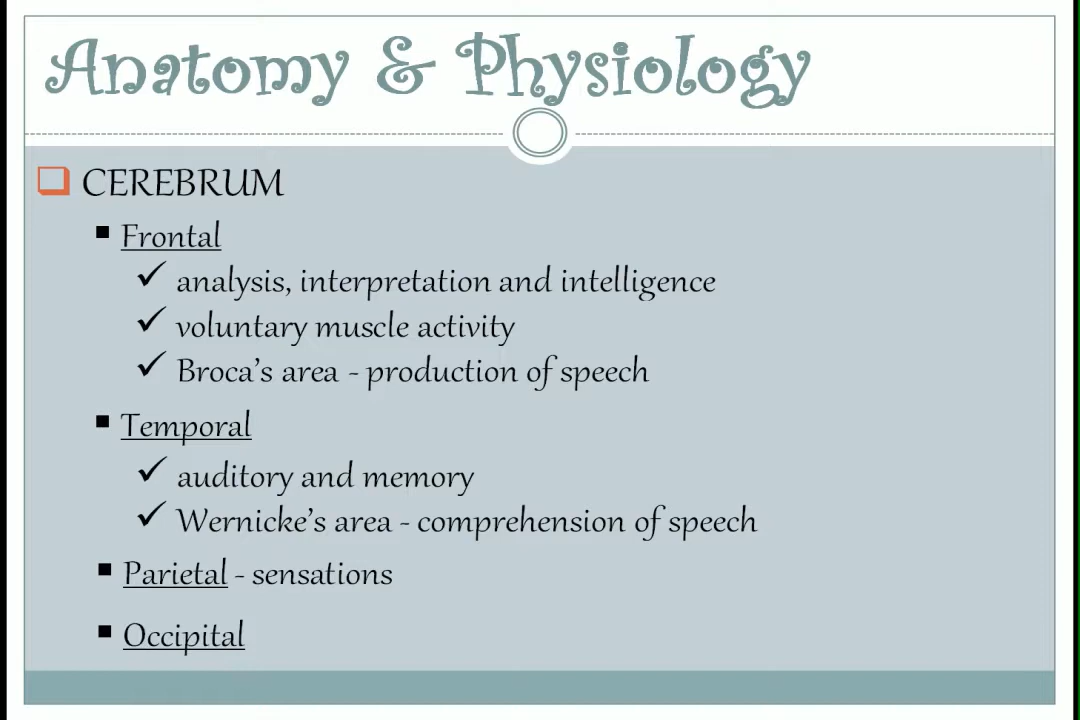 Anatomy & Physiology
CEREBRUM
Frontal
analysis, interpretation and intelligence
voluntary muscle activity
Broca's area - production of speech
Temporal
auditory and memory
Wernicke's area - comprehension of speech
Parietal - sensations
Occipital